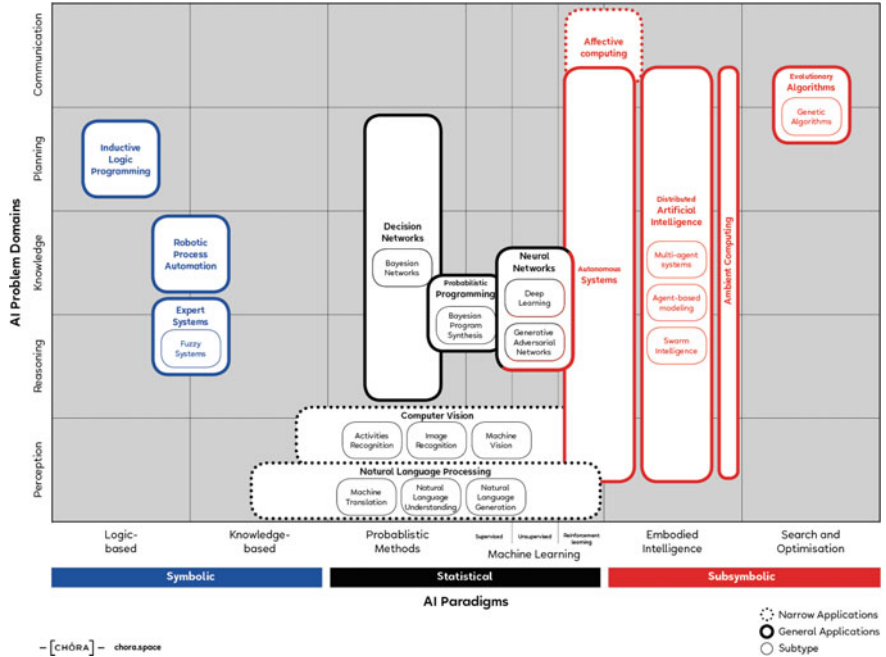 AI Problem Domains
Communication
Planning
Knowledge
Reasoning
Perception
Affective
computing
Evolutionary
Algorithms
Genetic
Algorithms
Inductive
Logic
Programming
Robotic
Process
Automation
Expert
Systems
Fuzzy
Systems
Decision
Networks
Bayesian
Networks
Probabilistic
Programming
Bayesian
Program
Synthesis
Neural
Networks
Deep
Learning
Generative
Adversarial
Networks
Autonomous
Systems
Distributed
Artificial
Intelligence
Multi-agent
systems
Agent-based
modeling
Swarm
Intelligence
Ambient Computing
Computer Vision
Activities
Recognition
Image
Recognition
Machine
Vision
Natural Language Processing
Machine
Translation
Natural
Language
Understanding
Natural
Language
Generation
Logic-
based
Knowledge-
based
Probablistic
Methods
Supervised
Unsupervised
Reinforcement
learning
Machine Learning
Embodied
Intelligence
Search and
Optimisation
Symbolic
Statistical
Subsymbolic
AI Paradigms
Narrow Applications
General Applications
Subtype
— [CHÔRA] — chora.space